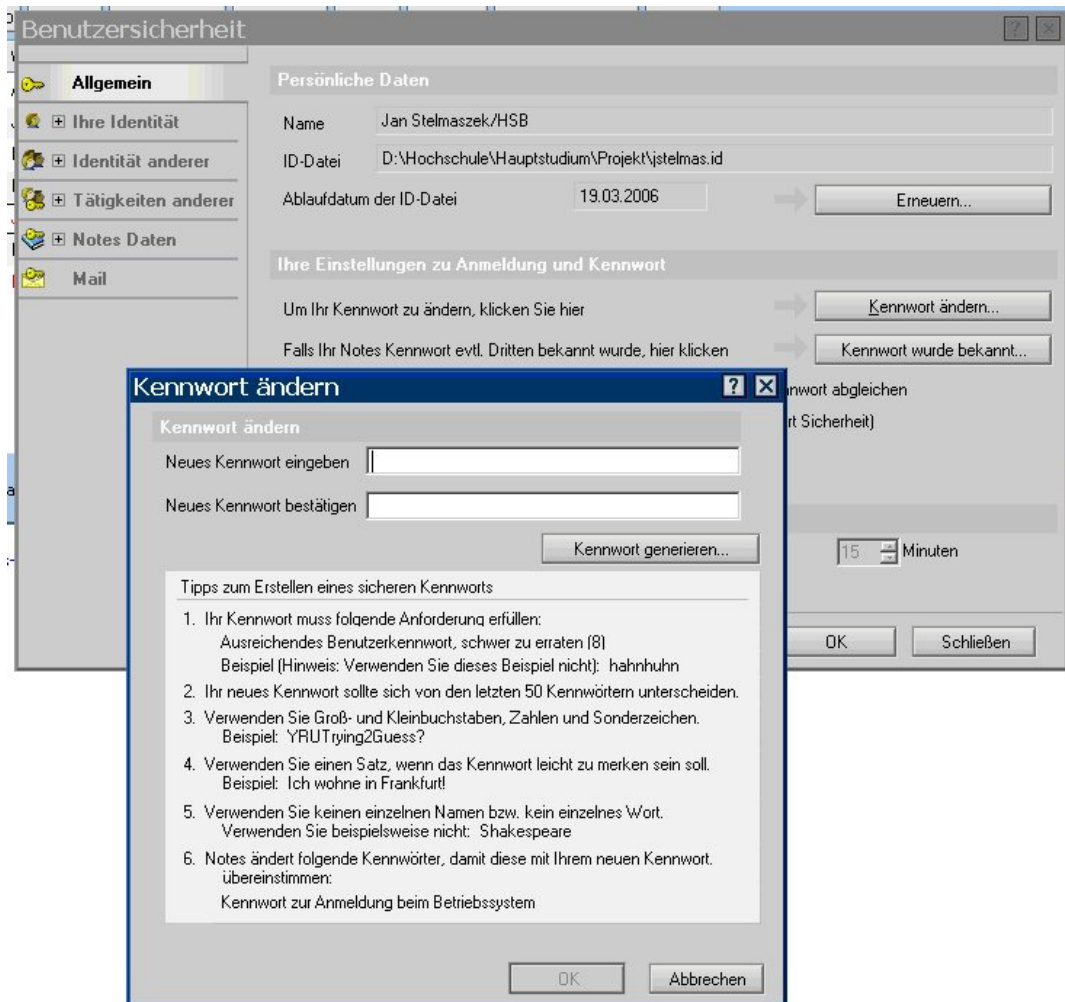 Benutzersicherheit
Allgemein
Ihre Identität
Identität anderer
Tätigkeiten anderer
Notes Daten
Mail
Persönliche Daten
Name Jan Stelmaszek/HSB
ID-Datei D:\Hochschule\Hauptstudium\Projekt\jstelmas.id
Ablaufdatum der ID-Datei 19.03.2006 Erneuern...
Ihre Einstellungen zu Anmeldung und Kennwort
Um Ihr Kennwort zu ändern, klicken Sie hier Kennwort ändern...
Falls Ihr Notes Kennwort evtl. Dritten bekannt wurde, hier klicken Kennwort wurde bekannt...
abgleichen
Sicherheit)
15 Minuten
OK Schließen
Kennwort ändern
Kennwort ändern
Neues Kennwort eingeben
Neues Kennwort bestätigen
Kennwort generieren...
Tipps zum Erstellen eines sicheren Kennworts
1. Ihr Kennwort muss folgende Anforderung erfüllen:
Ausreichendes Benutzerkennwort, schwer zu erraten (8)
Beispiel (Hinweis: Verwenden Sie dieses Beispiel nicht): hahnhuhn
2. Ihr neues Kennwort sollte sich von den letzten 50 Kennwörtern unterscheiden.
3. Verwenden Sie Groß- und Kleinbuchstaben, Zahlen und Sonderzeichen.
Beispiel: YRUTrying2Guess?
4. Verwenden Sie einen Satz, wenn das Kennwort leicht zu merken sein soll.
Beispiel: Ich wohne in Frankfurt!
5. Verwenden Sie keinen einzelnen Namen bzw. kein einzelnes Wort.
Verwenden Sie beispielsweise nicht: Shakespeare
6. Notes ändert folgende Kennwörter, damit diese mit Ihrem neuen Kennwort.
übereinstimmen:
Kennwort zur Anmeldung beim Betriebssystem
OK Abbrechen